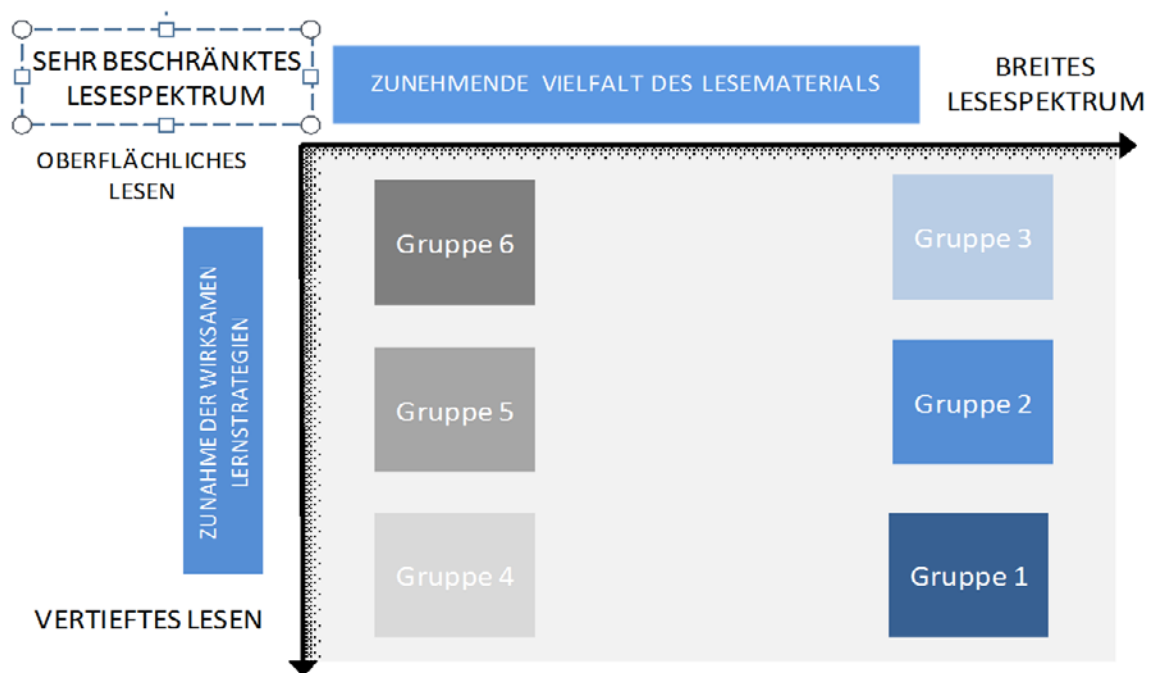 SEHR BESCHRÄNKTES
LESESPEKTRUM
ZUNEHMENDE VIELFALT DES LESEMATERIALS
BREITES
LESESPEKTRUM
OBERFLÄCHLICHES
LESEN
ZUNAHME DER WIRKSAMEN
LERNSTRATEGIEN
VERTIEFTES LESEN
Gruppe 6
Gruppe 3
Gruppe 5
Gruppe 2
Gruppe 4
Gruppe 1